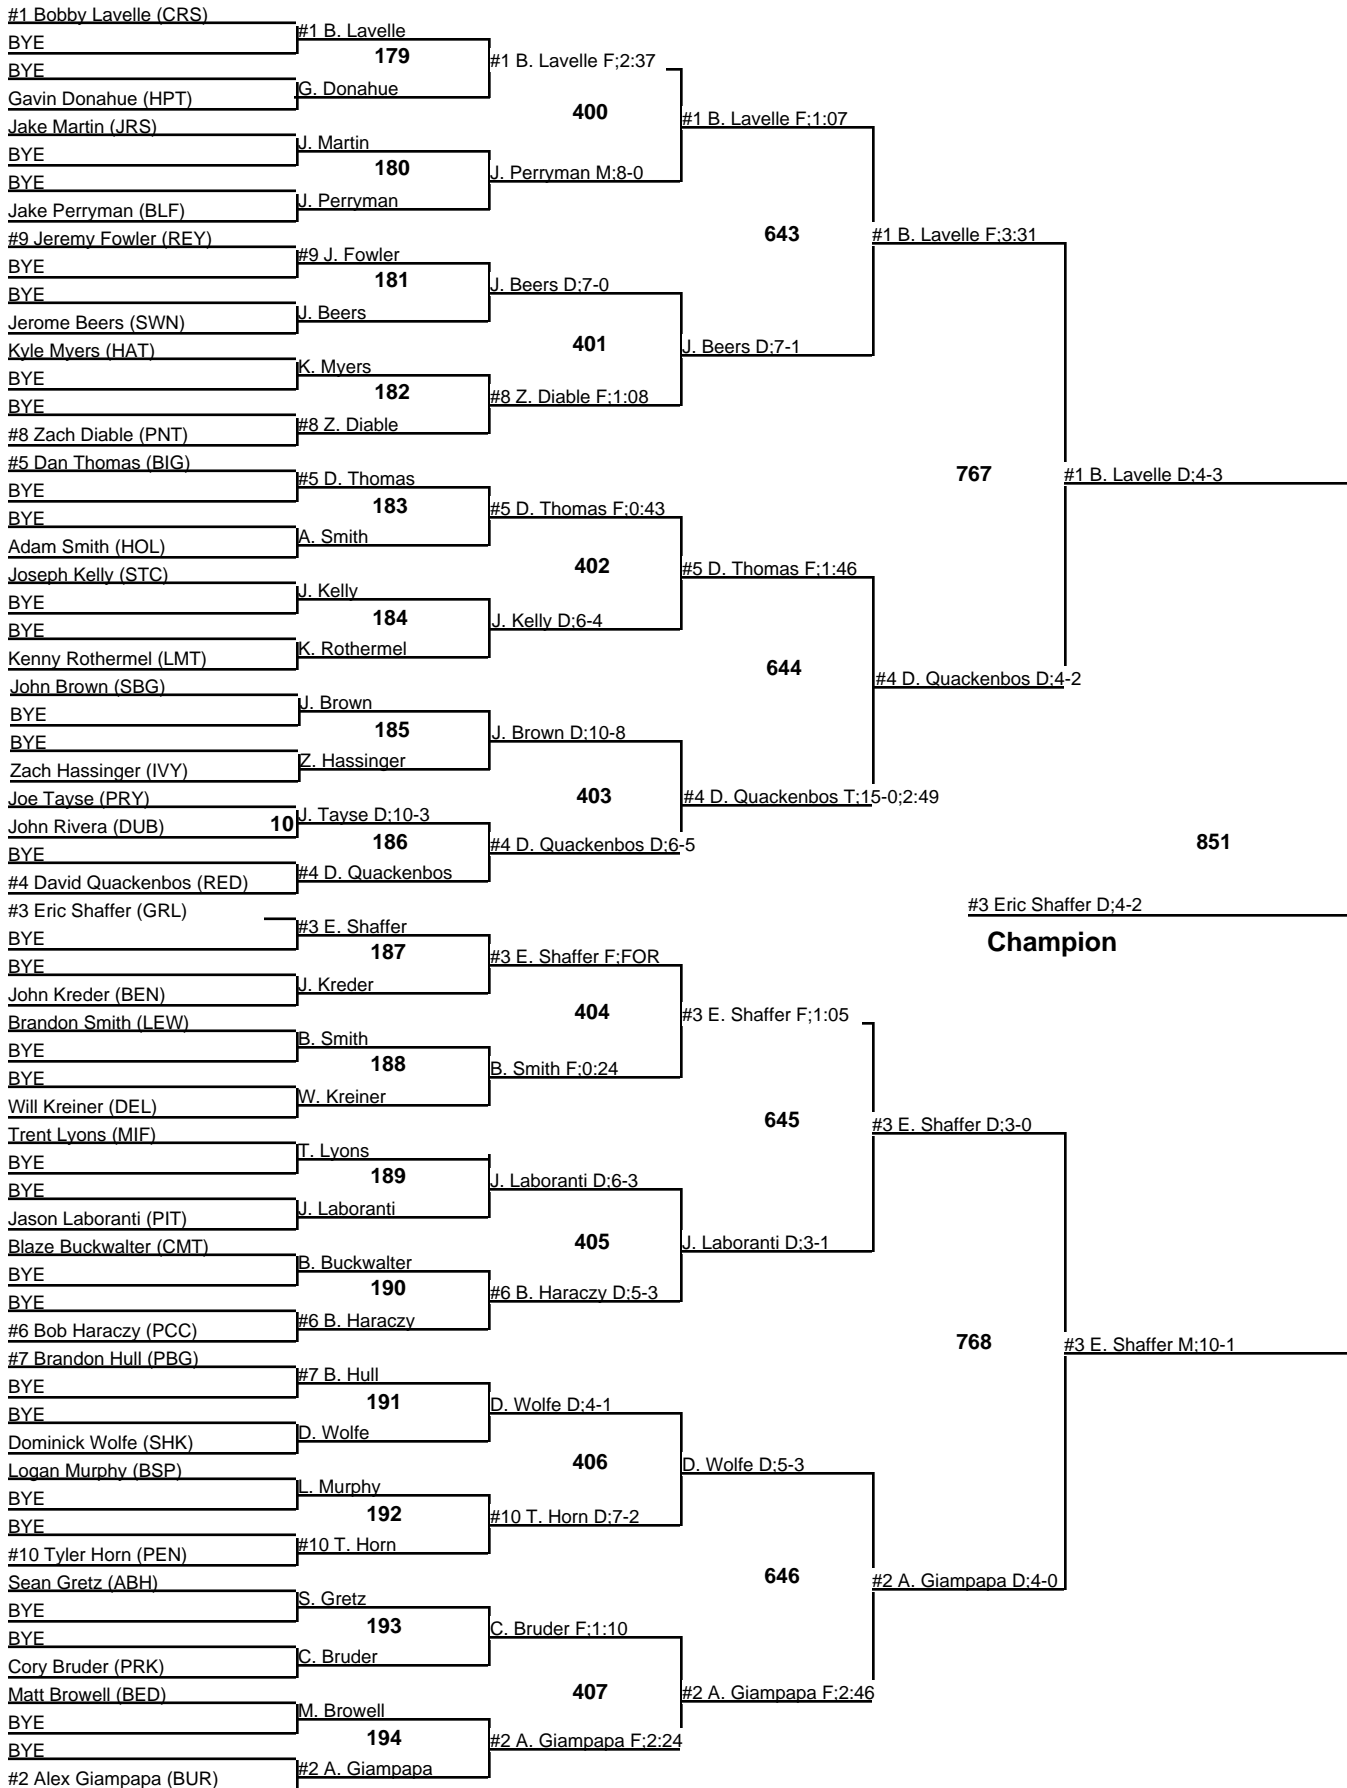 #1 Bobby Lavelle (CRS)
#1 B. Lavelle
BYE
179
#1 B. Lavelle F;2:37
BYE
G. Donahue
Gavin Donahue (HPT)
400
#1 B. Lavelle F;1:07
Jake Martin (JRS)
J. Martin
BYE
180
J. Perryman M;8-0
BYE
J. Perryman
Jake Perryman (BLF)
643
#1 B. Lavelle F;3:31
#9 Jeremy Fowler (REY)
#9 J. Fowler
BYE
181
J. Beers D;7-0
BYE
J. Beers
Jerome Beers (SWN)
401
J. Beers D;7-1
Kyle Myers (HAT)
K. Myers
BYE
182
#8 Z. Diable F;1:08
BYE
#8 Z. Diable
#8 Zach Diable (PNT)
#5 Dan Thomas (BIG)
767
#1 B. Lavelle D;4-3
#5 D. Thomas
BYE
183
#5 D. Thomas F;0:43
BYE
A. Smith
Adam Smith (HOL)
402
#5 D. Thomas F;1:46
Joseph Kelly (STC)
J. Kelly
BYE
184
J. Kelly D;6-4
BYE
K. Rothermel
Kenny Rothermel (LMT)
644
#4 D. Quackenbos D;4-2
John Brown (SBG)
J. Brown
BYE
185
J. Brown D;10-8
BYE
Z. Hassinger
Zach Hassinger (IVY)
403
#4 D. Quackenbos T;15-0;2:49
Joe Tayse (PRY)
J. Tayse D;10-3
John Rivera (DUB)
10
186
#4 D. Quackenbos D;6-5
851
BYE
#4 D. Quackenbos
#4 David Quackenbos (RED)
#3 Eric Shaffer (GRL)
#3 Eric Shaffer D;4-2
#3 E. Shaffer
BYE
Champion
187
#3 E. Shaffer F;FOR
BYE
J. Kreder
John Kreder (BEN)
404
#3 E. Shaffer F;1:05
Brandon Smith (LEW)
B. Smith
BYE
188
B. Smith F;0:24
BYE
W. Kreiner
Will Kreiner (DEL)
645
#3 E. Shaffer D;3-0
Trent Lyons (MIF)
T. Lyons
BYE
189
J. Laboranti D;6-3
BYE
J. Laboranti
Jason Laboranti (PIT)
405
J. Laboranti D;3-1
Blaze Buckwalter (CMT)
B. Buckwalter
BYE
190
#6 B. Haraczy D;5-3
BYE
#6 B. Haraczy
#6 Bob Haraczy (PCC)
768
#3 E. Shaffer M;10-1
#7 Brandon Hull (PBG)
#7 B. Hull
BYE
191
D. Wolfe D;4-1
BYE
D. Wolfe
Dominick Wolfe (SHK)
406
D. Wolfe D;5-3
Logan Murphy (BSP)
L. Murphy
BYE
192
#10 T. Horn D;7-2
BYE
#10 T. Horn
#10 Tyler Horn (PEN)
646
#2 A. Giampapa D;4-0
Sean Gretz (ABH)
S. Gretz
BYE
193
C. Bruder F;1:10
BYE
C. Bruder
Cory Bruder (PRK)
407
#2 A. Giampapa F;2:46
Matt Browell (BED)
M. Browell
BYE
194
#2 A. Giampapa F;2:24
BYE
#2 A. Giampapa
#2 Alex Giampapa (BUR)